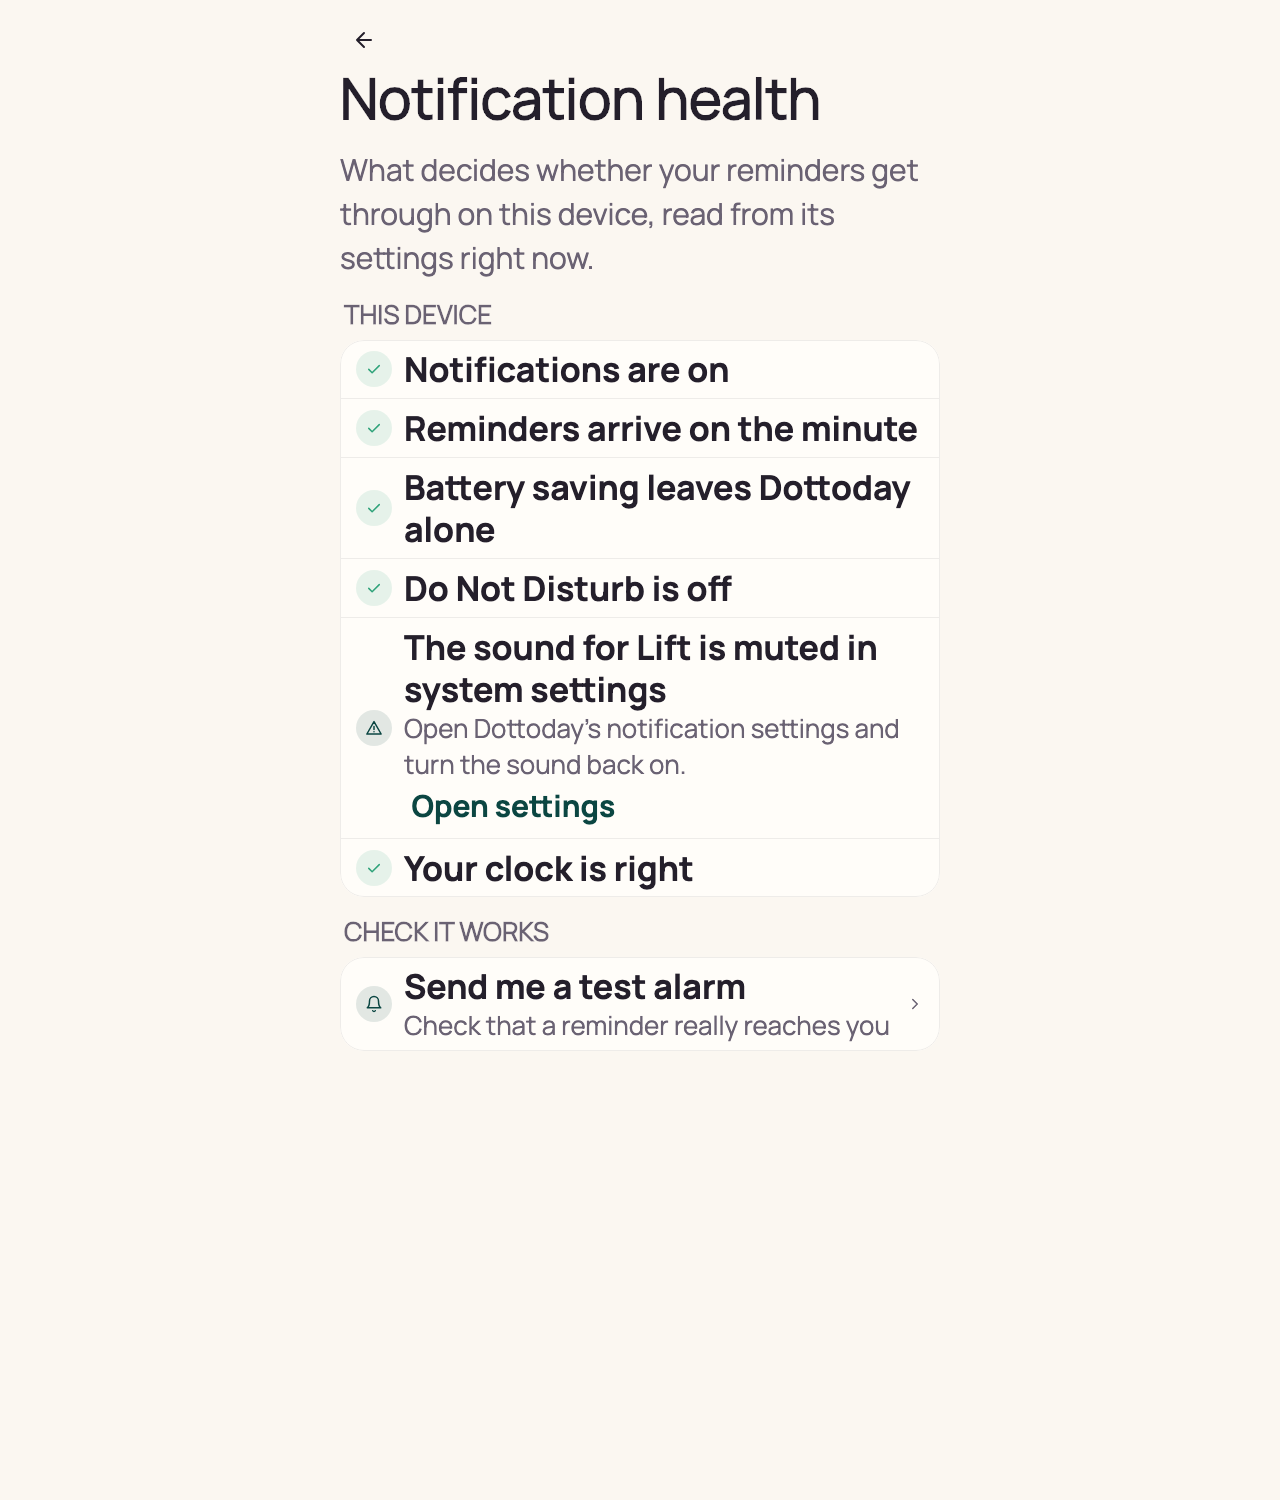 Notification health
What decides whether your reminders get
through on this device, read from its
settings right now.
THIS DEVICE
Notifications are on
Reminders arrive on the minute
Battery saving leaves Dottoday
alone
Do Not Disturb is off
The sound for Lift is muted in
system settings
Open Dottoday’s notification settings and
turn the sound back on.
Open settings
Your clock is right
CHECK IT WORKS
Send me a test alarm
Check that a reminder really reaches you